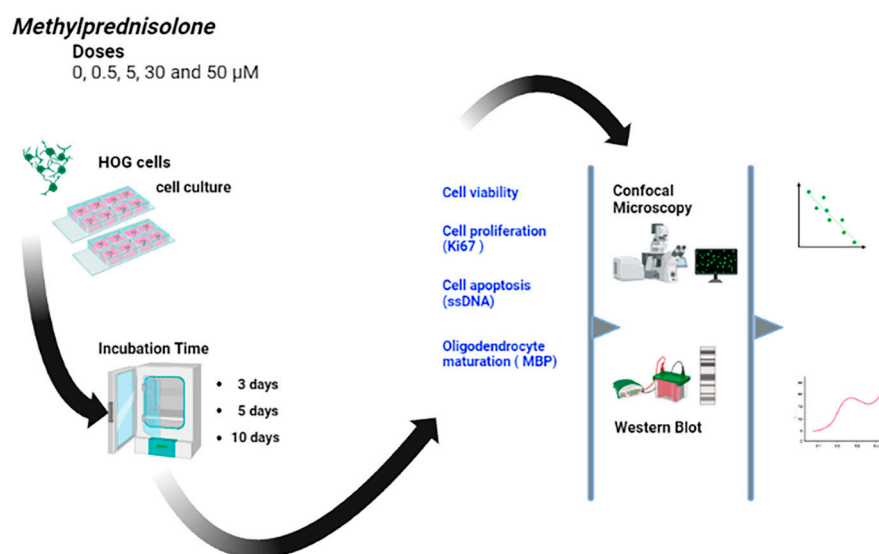 Methylprednisolone
Doses
0, 0.5, 5, 30 and 50 µM
HOG cells
cell culture
Incubation Time
• 3 days
• 5 days
• 10 days
Cell viability
Cell proliferation
(Ki67 )
Cell apoptosis
(ssDNA)
Oligodendrocyte
maturation ( MBP)
Confocal
Microscopy
Western Blot